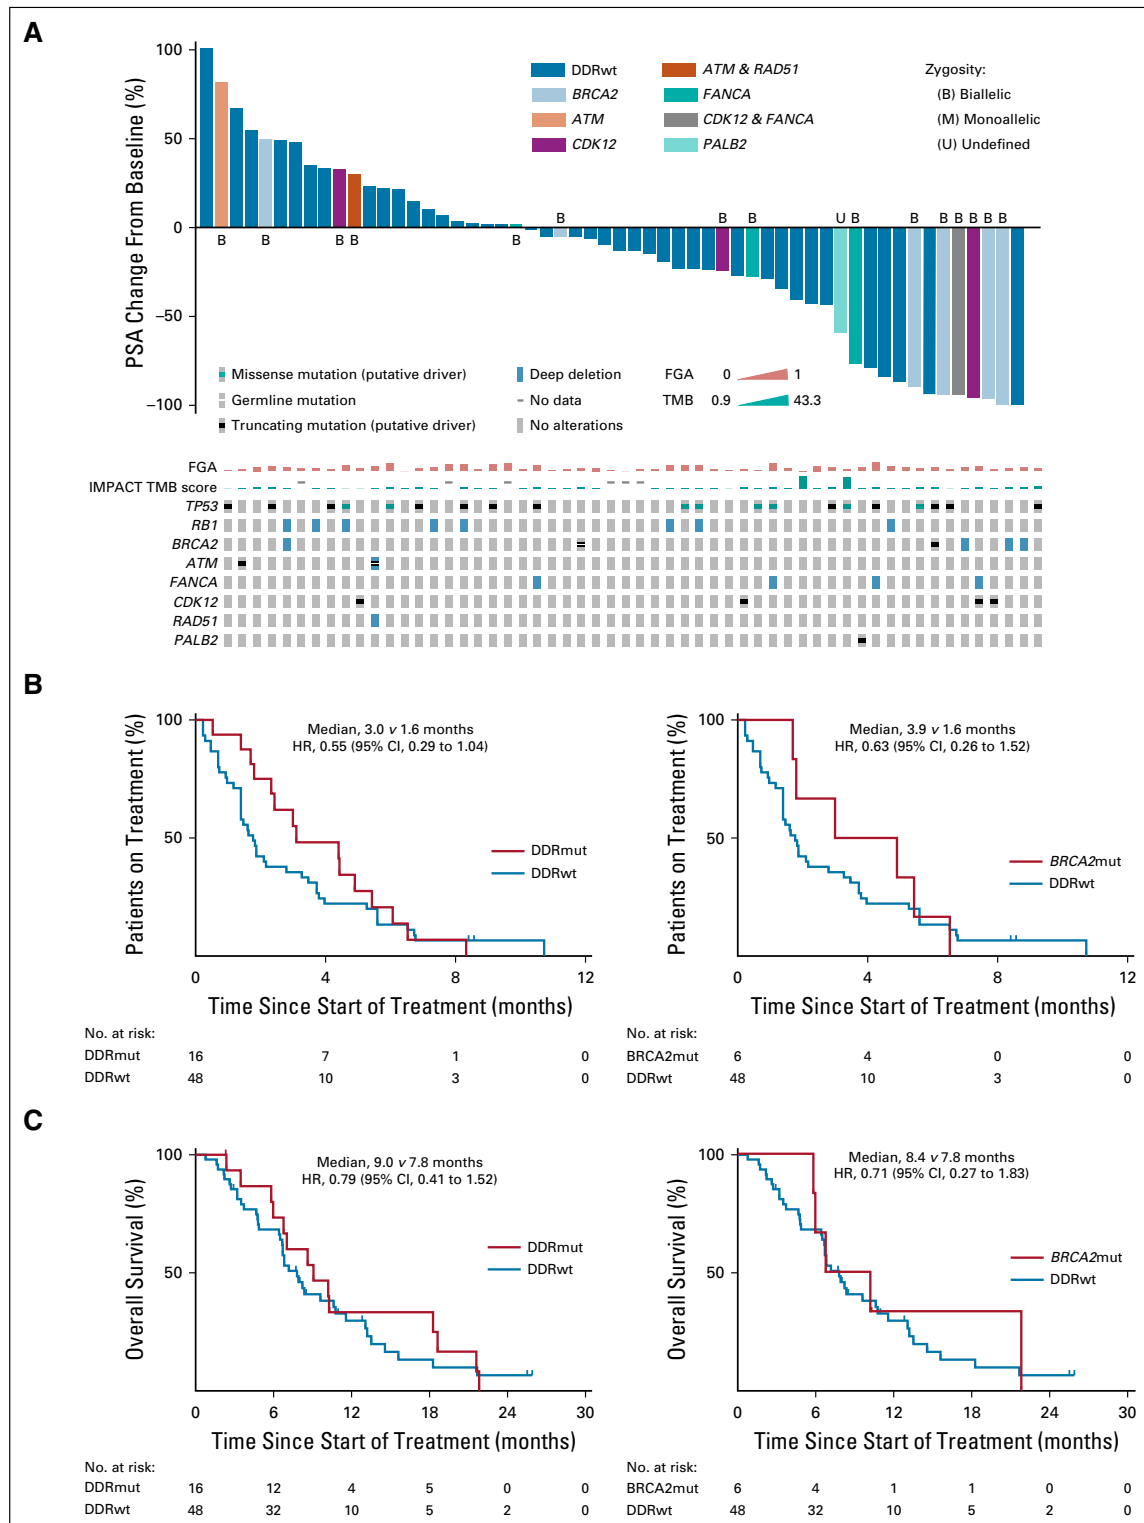 A
PSA Change From Baseline (%)
100
50
0
−50
−100
DDRwt
BRCA2
ATM
CDK12
ATM & RAD51
FANCA
CDK12 & FANCA
PALB2
Zygosity:
(B) Biallelic
(M) Monoallelic
(U) Undefined
B B B B B
B B B U B B B B B B B
Missense mutation (putative driver)
Germline mutation
Truncating mutation (putative driver)
Deep deletion
No data
No alterations
FGA 0 1
TMB 0.9 43.3
FGA
IMPACT TMB score
TP53
RB1
BRCA2
ATM
FANCA
CDK12
RAD51
PALB2
B
Patients on Treatment (%)
100
50
Median, 3.0 v 1.6 months
HR, 0.55 (95% CI, 0.29 to 1.04)
DDRmut
DDRwt
0 4 8 12
Time Since Start of Treatment (months)
No. at risk:
DDRmut 16 7 1 0
DDRwt 48 10 3 0
Patients on Treatment (%)
100
50
Median, 3.9 v 1.6 months
HR, 0.63 (95% CI, 0.26 to 1.52)
BRCA2mut
DDRwt
0 4 8 12
Time Since Start of Treatment (months)
No. at risk:
BRCA2mut 6 4 0 0
DDRwt 48 10 3 0
C
Overall Survival (%)
100
50
Median, 9.0 v 7.8 months
HR, 0.79 (95% CI, 0.41 to 1.52)
DDRmut
DDRwt
0 6 12 18 24 30
Time Since Start of Treatment (months)
No. at risk:
DDRmut 16 12 4 5 0 0
DDRwt 48 32 10 5 2 0
Overall Survival (%)
100
50
Median, 8.4 v 7.8 months
HR, 0.71 (95% CI, 0.27 to 1.83)
BRCA2mut
DDRwt
0 6 12 18 24 30
Time Since Start of Treatment (months)
No. at risk:
BRCA2mut 6 4 1 1 0 0
DDRwt 48 32 10 5 2 0